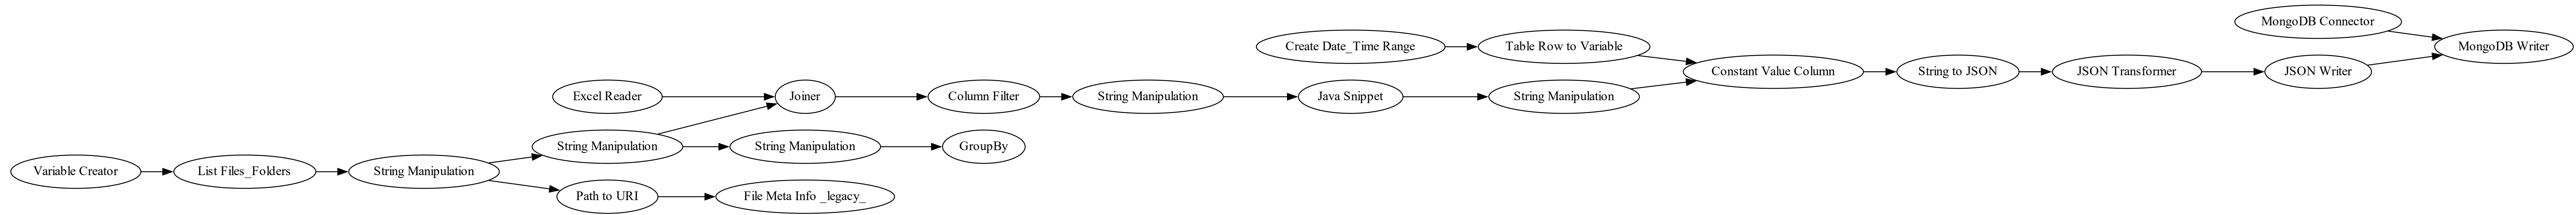 MongoDB Connector
Create Date_Time Range
Table Row to Variable
MongoDB Writer
Constant Value Column
String to JSON
JSON Transformer
JSON Writer
Excel Reader
Joiner
Column Filter
String Manipulation
Java Snippet
String Manipulation
String Manipulation
String Manipulation
GroupBy
Variable Creator
List Files_Folders
String Manipulation
Path to URI
File Meta Info _legacy_